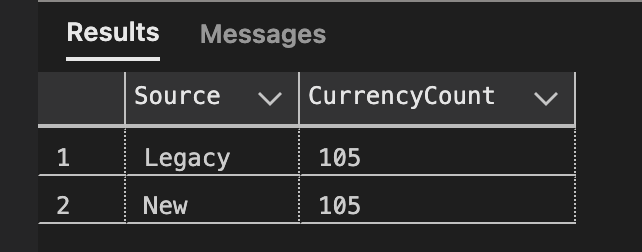 Results Messages
Source CurrencyCount
1 Legacy 105
2 New 105